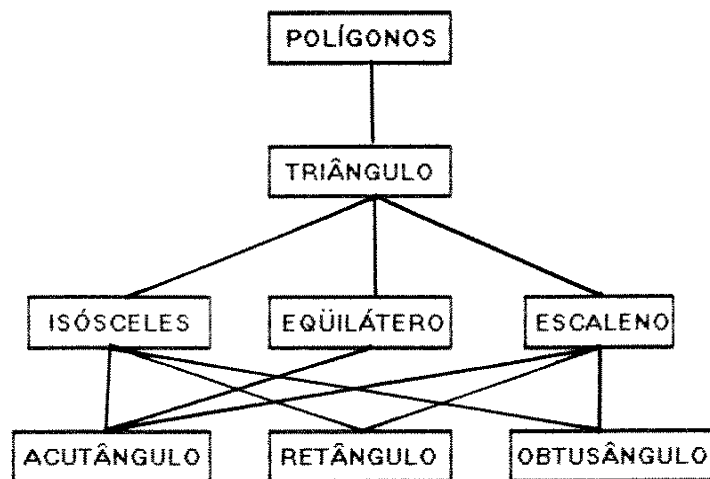 POLÍGONOS
TRIÂNGULO
ISÓSCELES
EQÜILÁTERO
ESCALENO
ACUTÂNGULO
RETÂNGULO
OBTUSÂNGULO